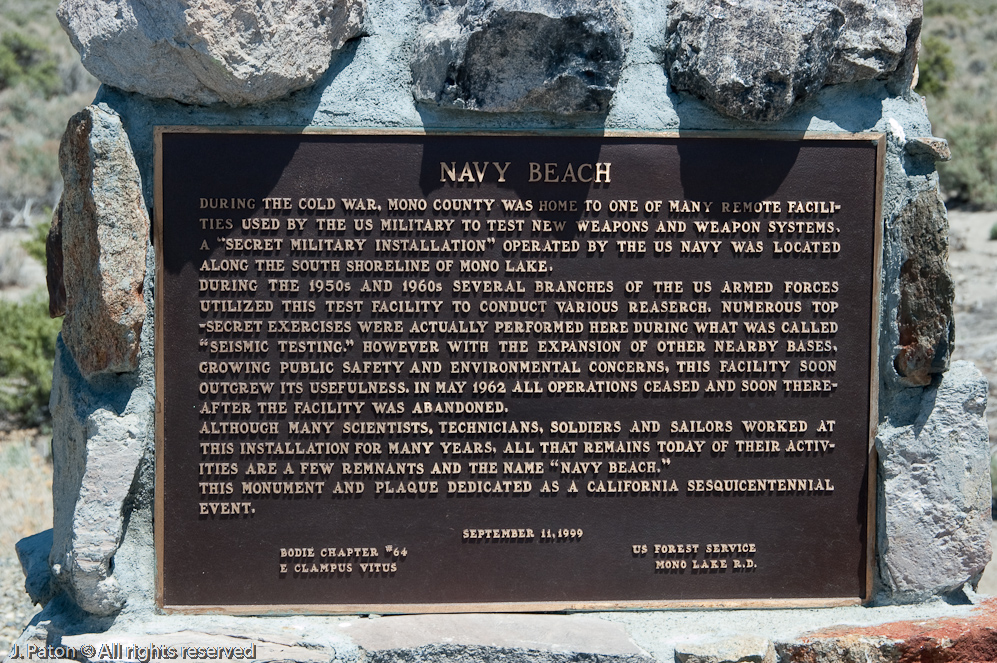 NAVY BEACH
DURING THE COLD WAR, MONO COUNTY WAS HOME TO ONE OF MANY REMOTE FACILI-
TIES USED BY THE US MILITARY TO TEST NEW WEAPONS AND WEAPON SYSTEMS.
A "SECRET MILITARY INSTALLATION" OPERATED BY THE US NAVY WAS LOCATED
ALONG THE SOUTH SHORELINE OF MONO LAKE.
DURING THE 1950s AND 1960s SEVERAL BRANCHES OF THE US ARMED FORCES
UTILIZED THIS TEST FACILITY TO CONDUCT VARIOUS REASERCH. NUMEROUS TOP
-SECRET EXERCISES WERE ACTUALLY PERFORMED HERE DURING WHAT WAS CALLED
"SEISMIC TESTING." HOWEVER WITH THE EXPANSION OF OTHER NEARBY BASES,
GROWING PUBLIC SAFETY AND ENVIRONMENTAL CONCERNS, THIS FACILITY SOON
OUTGREW ITS USEFULNESS. IN MAY 1962 ALL OPERATIONS CEASED AND SOON THERE-
AFTER THE FACILITY WAS ABANDONED.
ALTHOUGH MANY SCIENTISTS, TECHNICIANS, SOLDIERS AND SAILORS WORKED AT
THIS INSTALLATION FOR MANY YEARS, ALL THAT REMAINS TODAY OF THEIR ACTIV-
ITIES ARE A FEW REMNANTS AND THE NAME "NAVY BEACH."
THIS MONUMENT AND PLAQUE DEDICATED AS A CALIFORNIA SESQUICENTENNIAL
EVENT.
SEPTEMBER 11, 1999
BODIE CHAPTER #64
E CLAMPUS VITUS
US FOREST SERVICE
MONO LAKE R.D.
J. Paton © All rights reserved